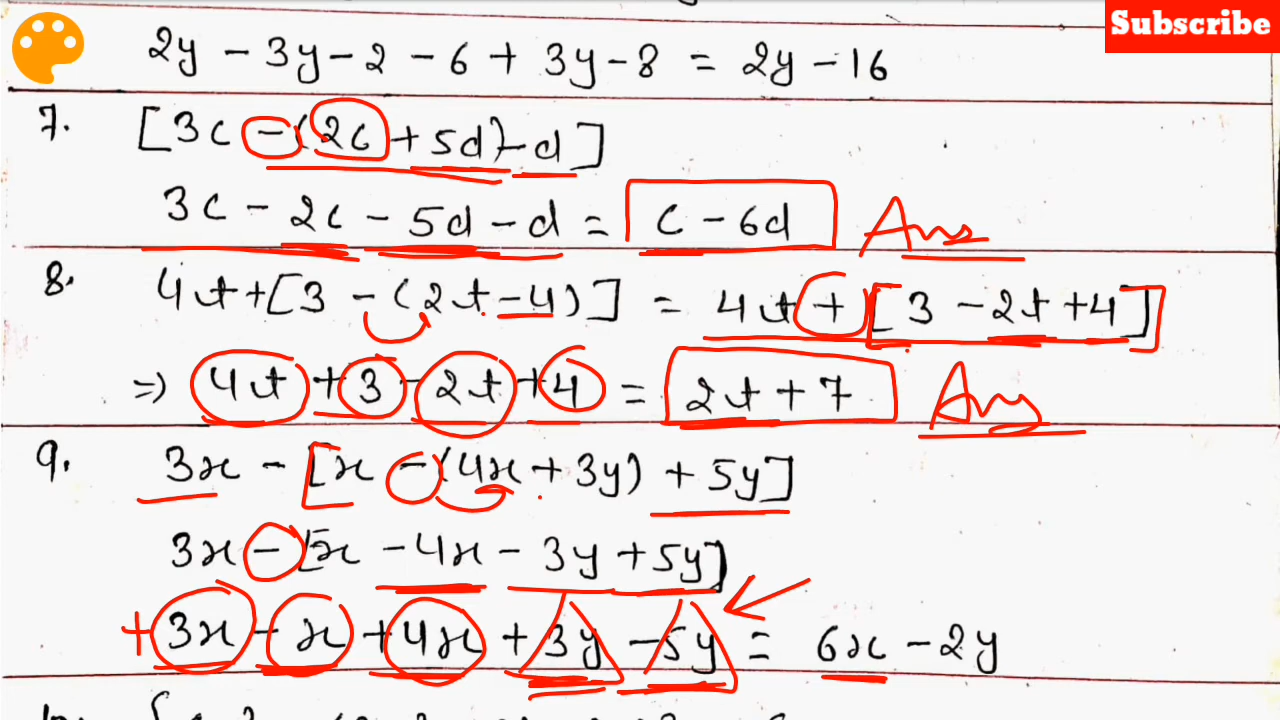 Subscribe
2y - 3y - 2 - 6 + 3y - 8 = 2y - 16
7. [3c - (2c + 5d) - d]
3c - 2c - 5d - d = c - 6d Ans
8. 4t + [3 - (2t - 4)] = 4t + [3 - 2t + 4]
⇒ 4t + 3 - 2t + 4 = 2t + 7 Ans
9. 3x - [x - (4x + 3y) + 5y]
3x - [x - 4x - 3y + 5y]
+3x - x + 4x + 3y - 5y = 6x - 2y